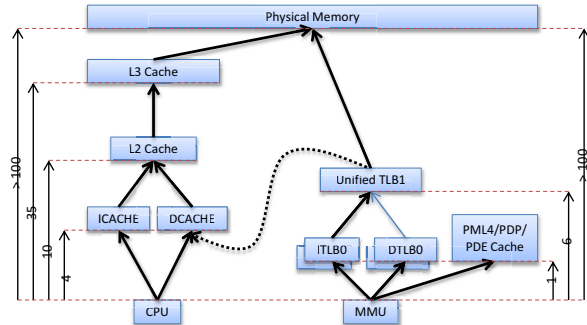 Physical Memory
L3 Cache
L2 Cache
Unified TLB1
ICACHE
DCACHE
ITLB0
DTLB0
PML4/PDP/
PDE Cache
CPU
MMU
>100
35
10
4
1
6
>100